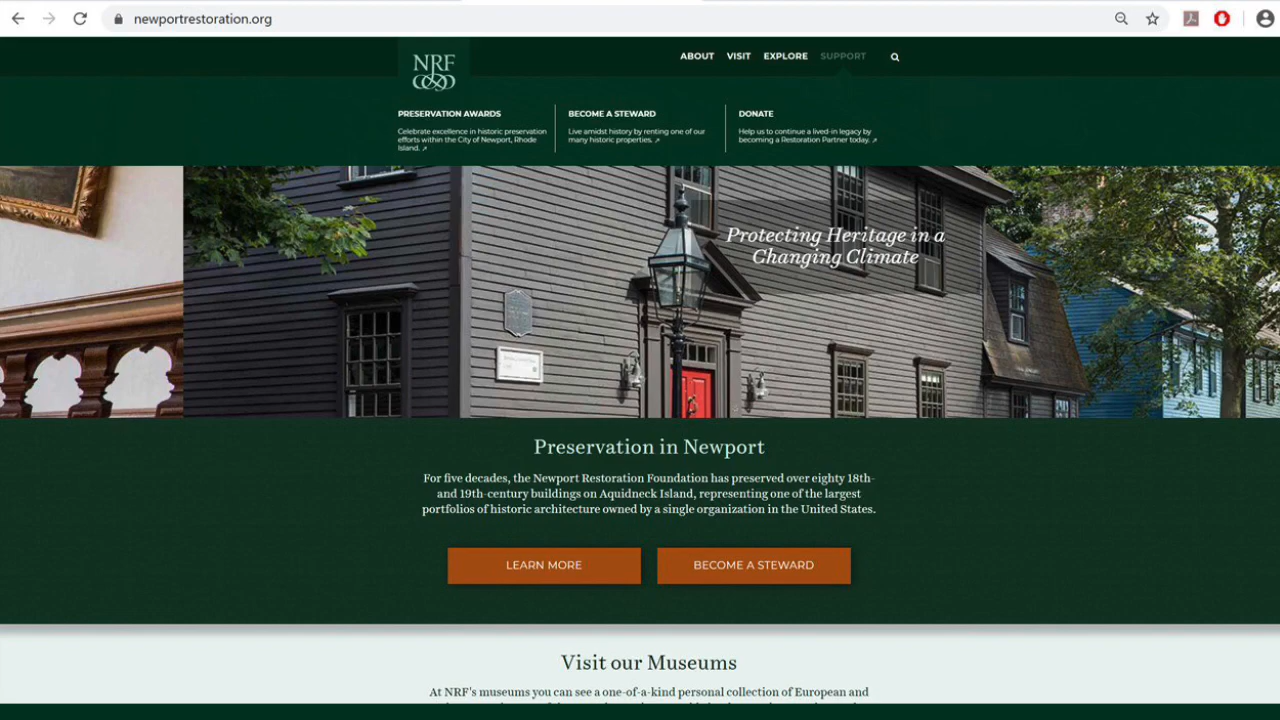 newportrestoration.org
NRF
ABOUT VISIT EXPLORE SUPPORT
PRESERVATION AWARDS
Celebrate excellence in historic preservation
efforts within the City of Newport, Rhode
Island. ↗
BECOME A STEWARD
Live amidst history by renting one of our
many historic properties. ↗
DONATE
Help us to continue a lived-in legacy by
becoming a Restoration Partner today. ↗
Protecting Heritage in a
Changing Climate
Preservation in Newport
For five decades, the Newport Restoration Foundation has preserved over eighty 18th-
and 19th-century buildings on Aquidneck Island, representing one of the largest
portfolios of historic architecture owned by a single organization in the United States.
LEARN MORE
BECOME A STEWARD
Visit our Museums
At NRF's museums you can see a one-of-a-kind personal collection of European and